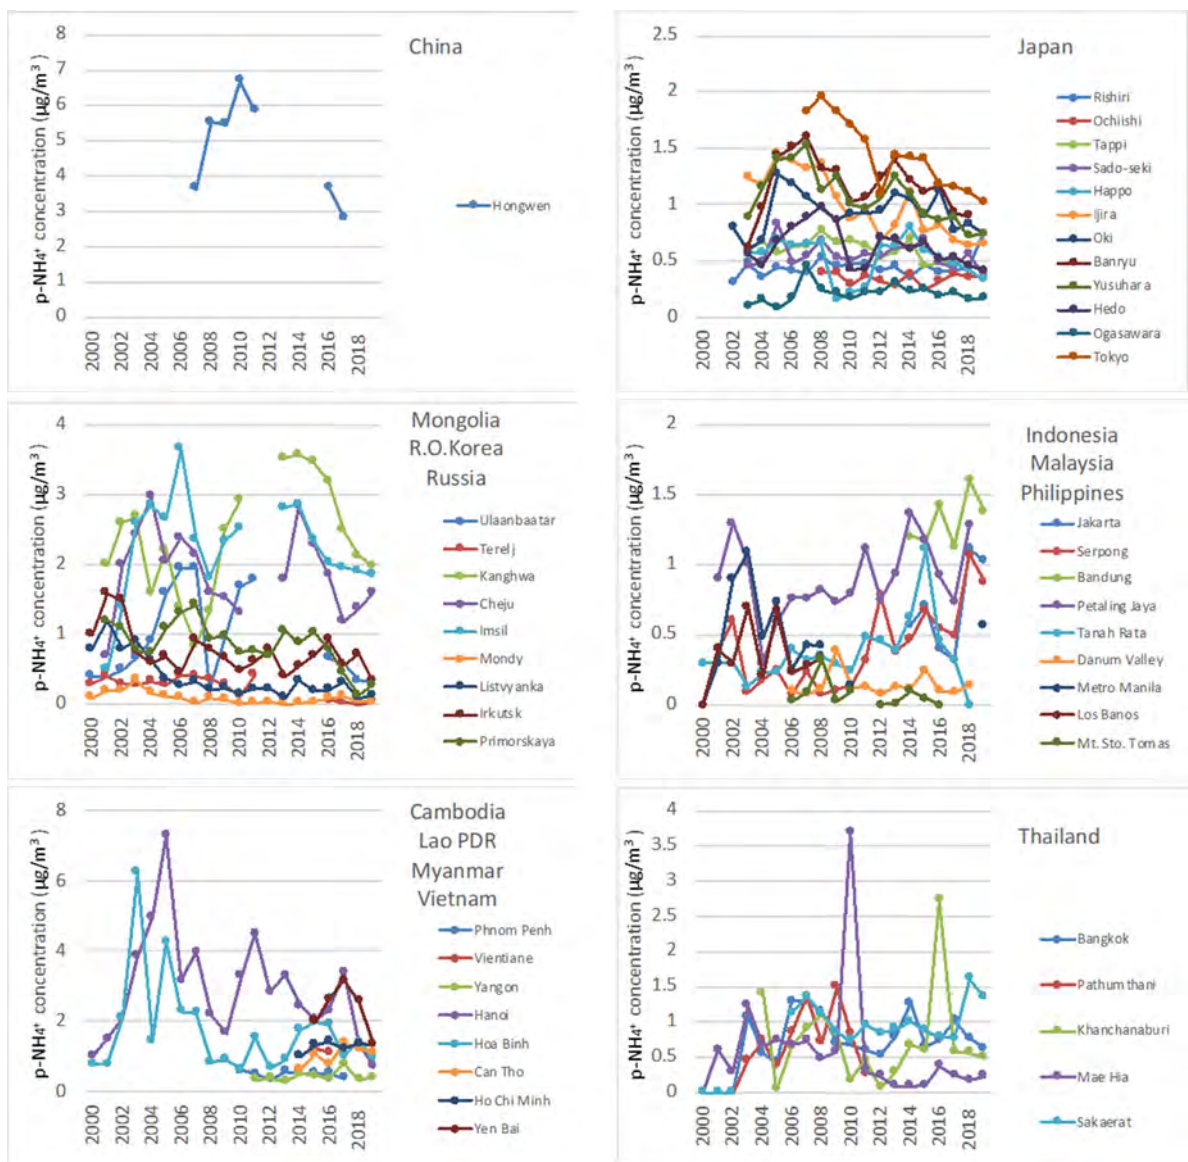 China
p-NH₄⁺ concentration (µg/m³)
8
7
6
5
4
3
2
1
0
2000
2002
2004
2006
2008
2010
2012
2014
2016
2018
Hongwen
Japan
p-NH₄⁺ concentration (µg/m³)
2.5
2
1.5
1
0.5
0
2000
2002
2004
2006
2008
2010
2012
2014
2016
2018
Rishiri
Ochiishi
Tappi
Sado-seki
Happo
Ijira
Oki
Banryu
Yusuhara
Hedo
Ogasawara
Tokyo
Mongolia
R.O.Korea
Russia
p-NH₄⁺ concentration (µg/m³)
4
3
2
1
0
2000
2002
2004
2006
2008
2010
2012
2014
2016
2018
Ulaanbaatar
Terelj
Kanghwa
Cheju
Imsil
Mondy
Listvyanka
Irkutsk
Primorskaya
Indonesia
Malaysia
Philippines
p-NH₄⁺ concentration (µg/m³)
2
1.5
1
0.5
0
2000
2002
2004
2006
2008
2010
2012
2014
2016
2018
Jakarta
Serpong
Bandung
Petaling Jaya
Tanah Rata
Danum Valley
Metro Manila
Los Banos
Mt. Sto. Tomas
Cambodia
Lao PDR
Myanmar
Vietnam
p-NH₄⁺ concentration (µg/m³)
8
6
4
2
0
2000
2002
2004
2006
2008
2010
2012
2014
2016
2018
Phnom Penh
Vientiane
Yangon
Hanoi
Hoa Binh
Can Tho
Ho Chi Minh
Yen Bai
Thailand
p-NH₄⁺ concentration (µg/m³)
4
3.5
3
2.5
2
1.5
1
0.5
0
2000
2002
2004
2006
2008
2010
2012
2014
2016
2018
Bangkok
Pathumthani
Khanchanaburi
Mae Hia
Sakaerat